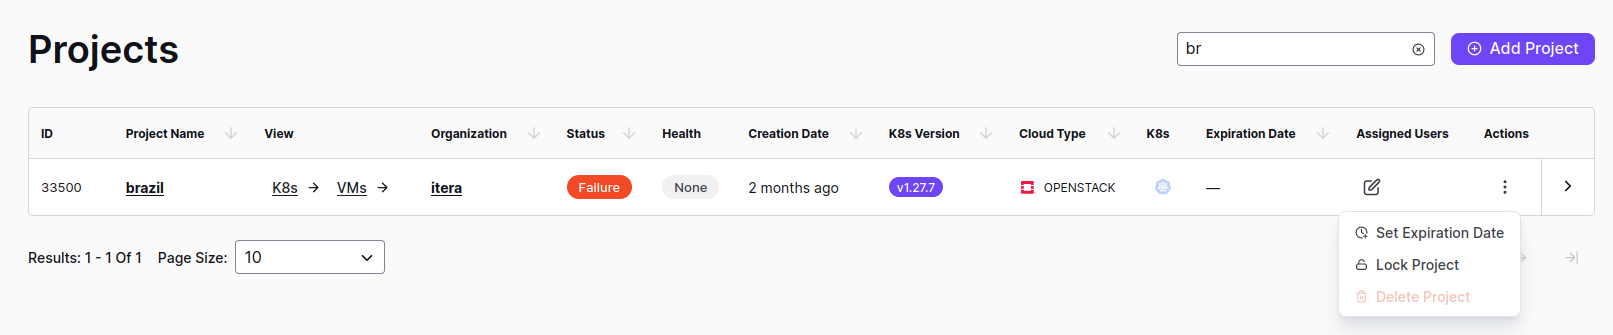 Projects
br
Add Project
ID Project Name View Organization Status Health Creation Date K8s Version Cloud Type K8s Expiration Date Assigned Users Actions
33500 brazil K8s VMs itera Failure None 2 months ago v1.27.7 OPENSTACK —
Set Expiration Date
Lock Project
Delete Project
Results: 1 - 1 Of 1 Page Size: 10